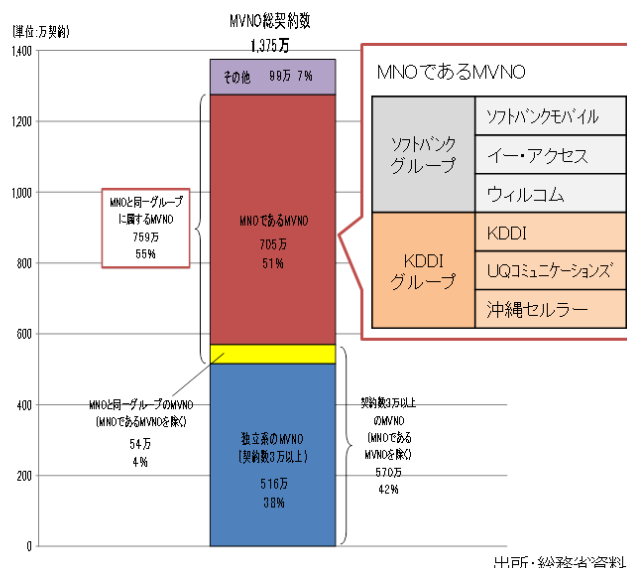 (単位:万契約)
MVNO総契約数
1,375万
1,400
1,200
1,000
800
600
400
200
0
その他 99万 7%
MNOと同一グループ
に属するMVNO
759万
55%
MNOであるMVNO
705万
51%
MNOと同一グループのMVNO
(MNOであるMVNOを除く)
54万
4%
独立系のMVNO
(契約数3万以上)
516万
38%
契約数3万以上
のMVNO
(MNOである
MVNOを除く)
570万
42%
MNOであるMVNO
ソフトバンク
グループ
ソフトバンクモバイル
イー・アクセス
ウィルコム
KDDI
グループ
KDDI
UQコミュニケーションズ
沖縄セルラー
出所・総務省資料